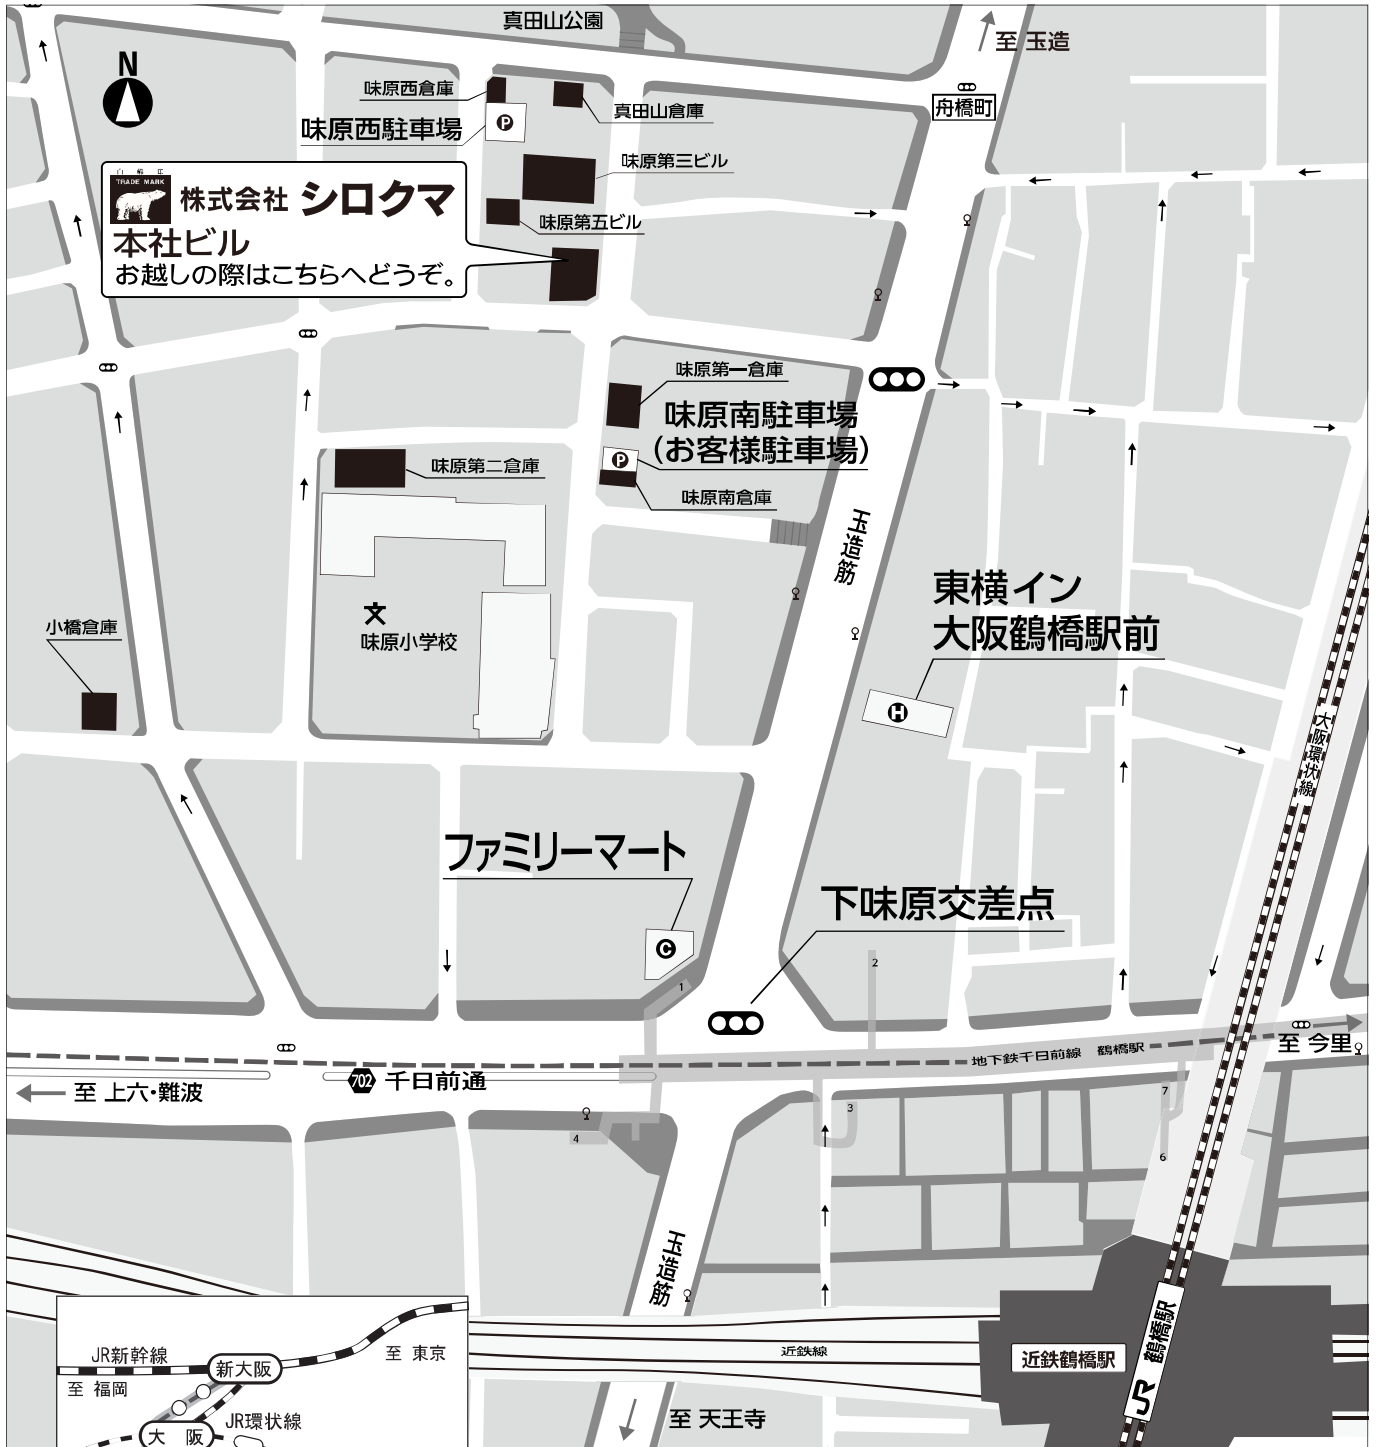 真田山公園
至 玉造
N
味原西倉庫
舟橋町
真田山倉庫
味原西駐車場
P
味原第三ビル
TRADE MARK
株式会社 シロクマ
味原第五ビル
本社ビル
お越しの際はこちらへどうぞ。
味原第一倉庫
味原南駐車場
(お客様駐車場)
P
味原第二倉庫
味原南倉庫
玉造筋
東横イン
大阪鶴橋駅前
H
文
味原小学校
小橋倉庫
大阪環状線
ファミリーマート
C
下味原交差点
1
2
地下鉄千日前線 鶴橋駅
至 今里
702 千日前通
至 上六・難波
3
4
7
6
玉造筋
JR新幹線
新大阪
至 東京
至 福岡
大 阪
JR環状線
近鉄線
近鉄鶴橋駅
JR 鶴橋駅
至 天王寺